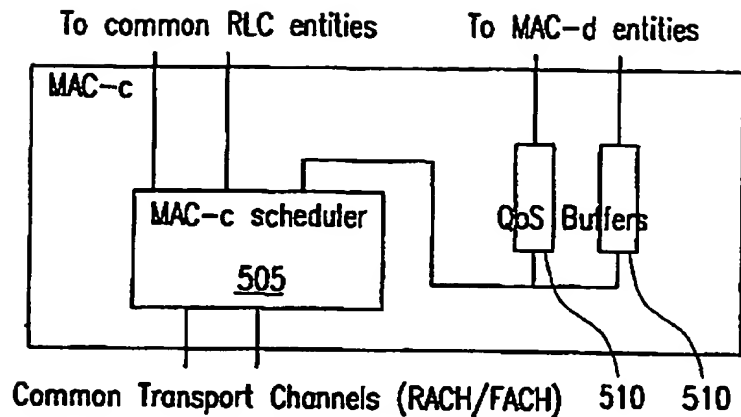 To common RLC entities
To MAC-d entities
MAC-c
MAC-c scheduler
505
QoS Buffers
Common Transport Channels (RACH/FACH)
510
510